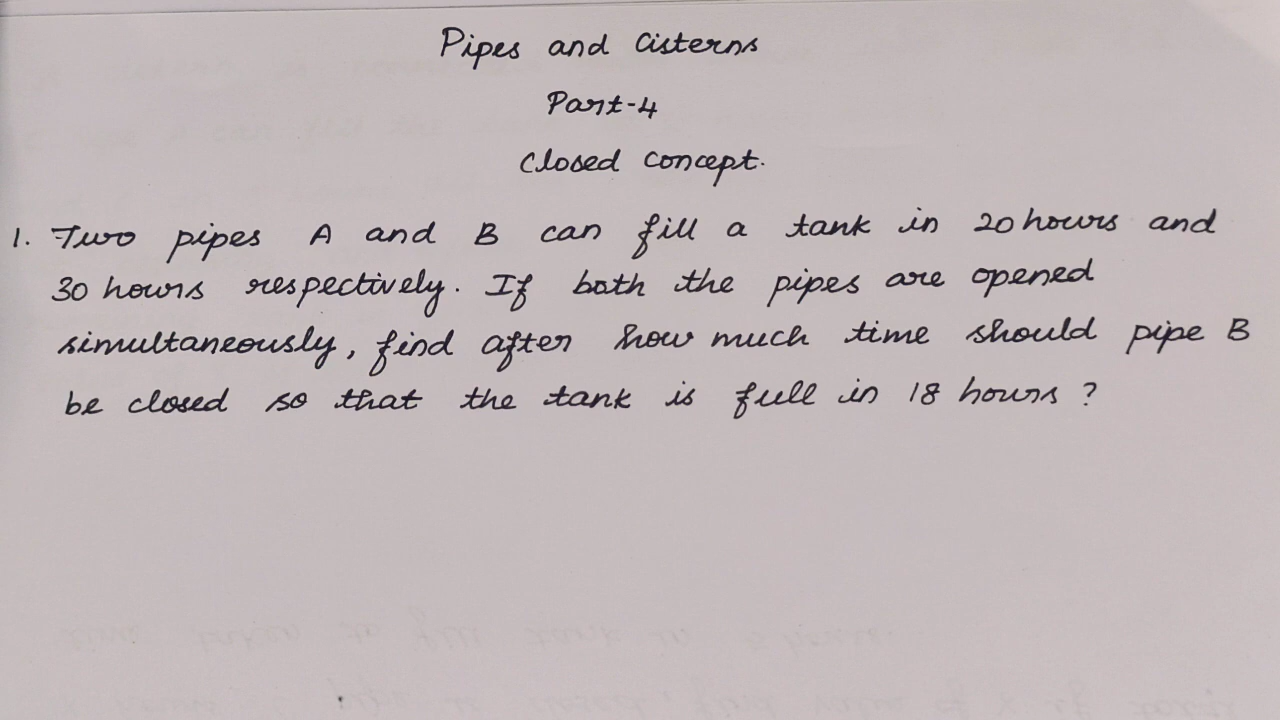 Pipes and Cisterns
Part-4
Closed concept.
1. Two pipes A and B can fill a tank in 20 hours and
30 hours respectively. If both the pipes are opened
simultaneously, find after how much time should pipe B
be closed so that the tank is full in 18 hours ?